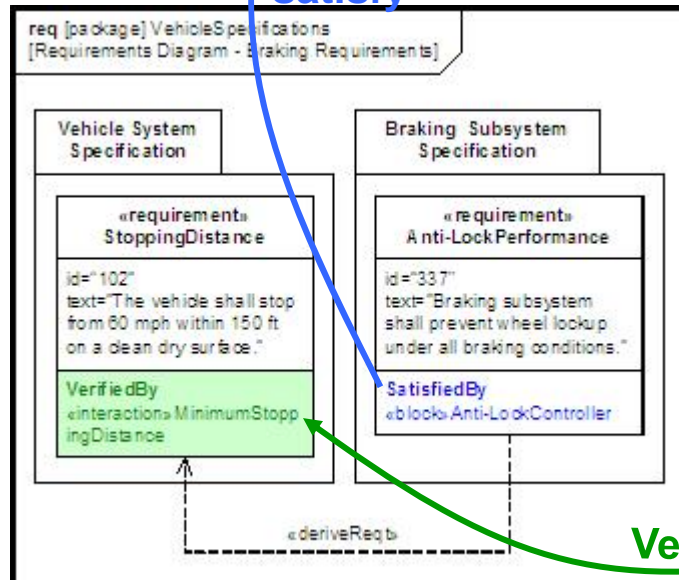 satisfy
req [package] VehicleSpecifications
[Requirements Diagram - Braking Requirements]
Vehicle System
Specification
«requirement»
StoppingDistance
id="102"
text="The vehicle shall stop
from 60 mph within 150 ft
on a clean dry surface."
VerifiedBy
«interaction» MinimumStopp
ingDistance
Braking Subsystem
Specification
«requirement»
Anti-LockPerformance
id="337"
text="Braking subsystem
shall prevent wheel lockup
under all braking conditions."
SatisfiedBy
«block» Anti-LockController
«deriveReqt»
Ve